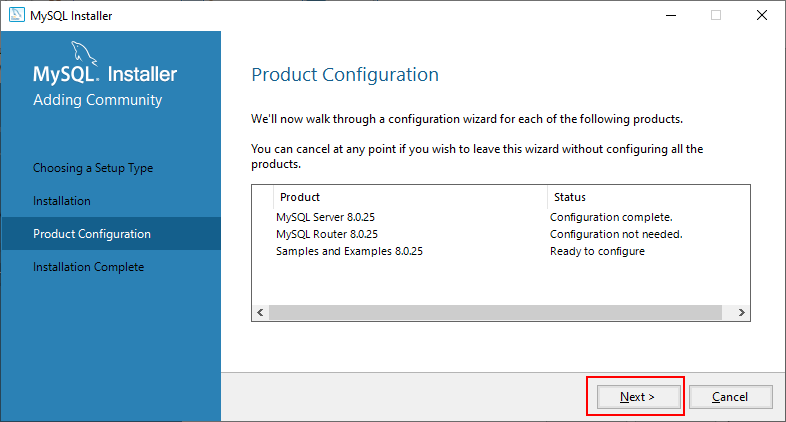 MySQL Installer
MySQL. Installer
Adding Community
Choosing a Setup Type
Installation
Product Configuration
Installation Complete
Product Configuration
We'll now walk through a configuration wizard for each of the following products.
You can cancel at any point if you wish to leave this wizard without configuring all the
products.
Product Status
MySQL Server 8.0.25 Configuration complete.
MySQL Router 8.0.25 Configuration not needed.
Samples and Examples 8.0.25 Ready to configure
Next > Cancel